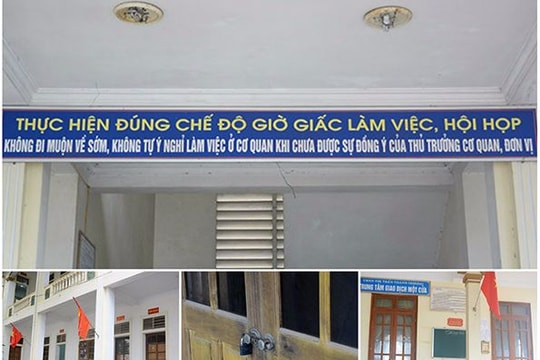 THỰC HIỆN ĐÚNG CHẾ ĐỘ GIỜ GIẤC LÀM VIỆC, HỘI HỌP
KHÔNG ĐI MUỘN VỀ SỚM, KHÔNG TỰ Ý NGHỈ LÀM VIỆC Ở CƠ QUAN KHI CHƯA ĐƯỢC SỰ ĐỒNG Ý CỦA THỦ TRƯỞNG CƠ QUAN, ĐƠN VỊ
TRUNG TÂM GIAO DỊCH MỘT CỬA